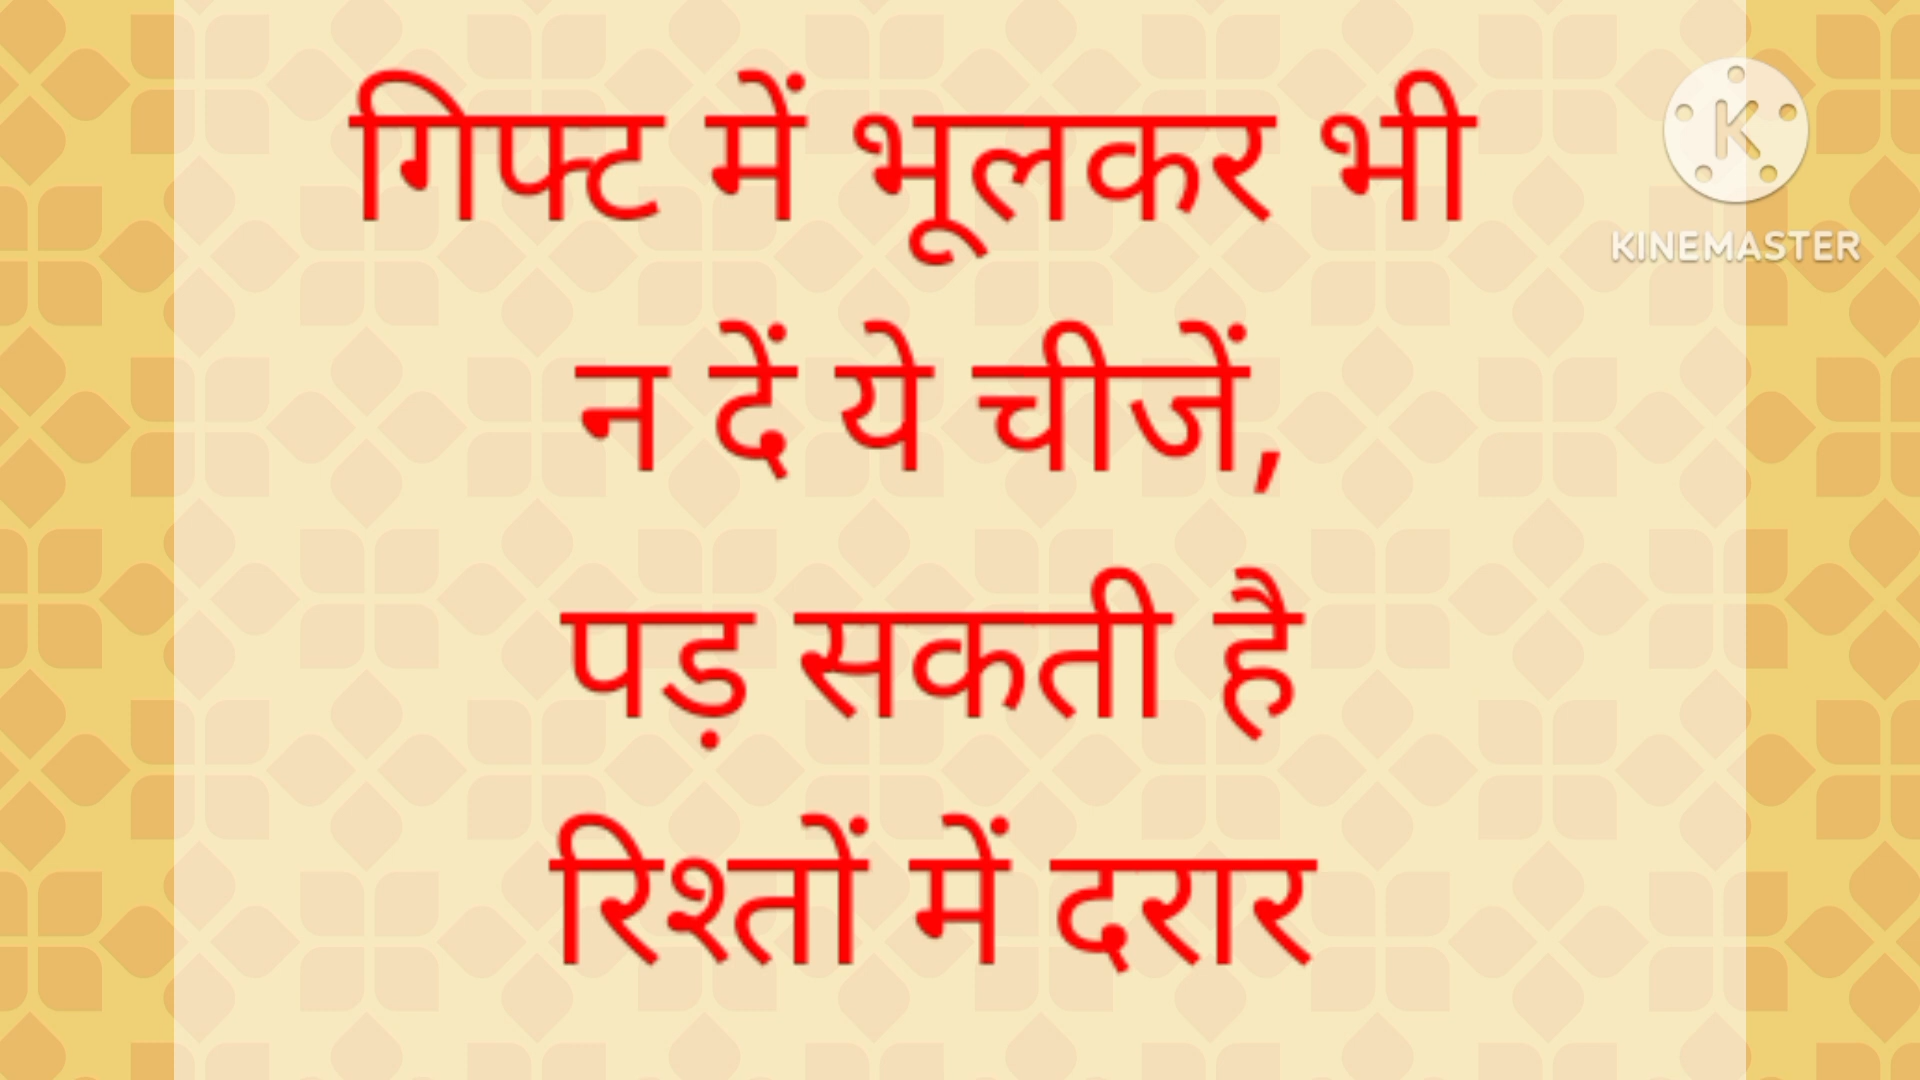 गिफ्ट में भूलकर भी
न दें ये चीजें,
पड़ सकती है
रिश्तों में दरार
K
KINEMASTER